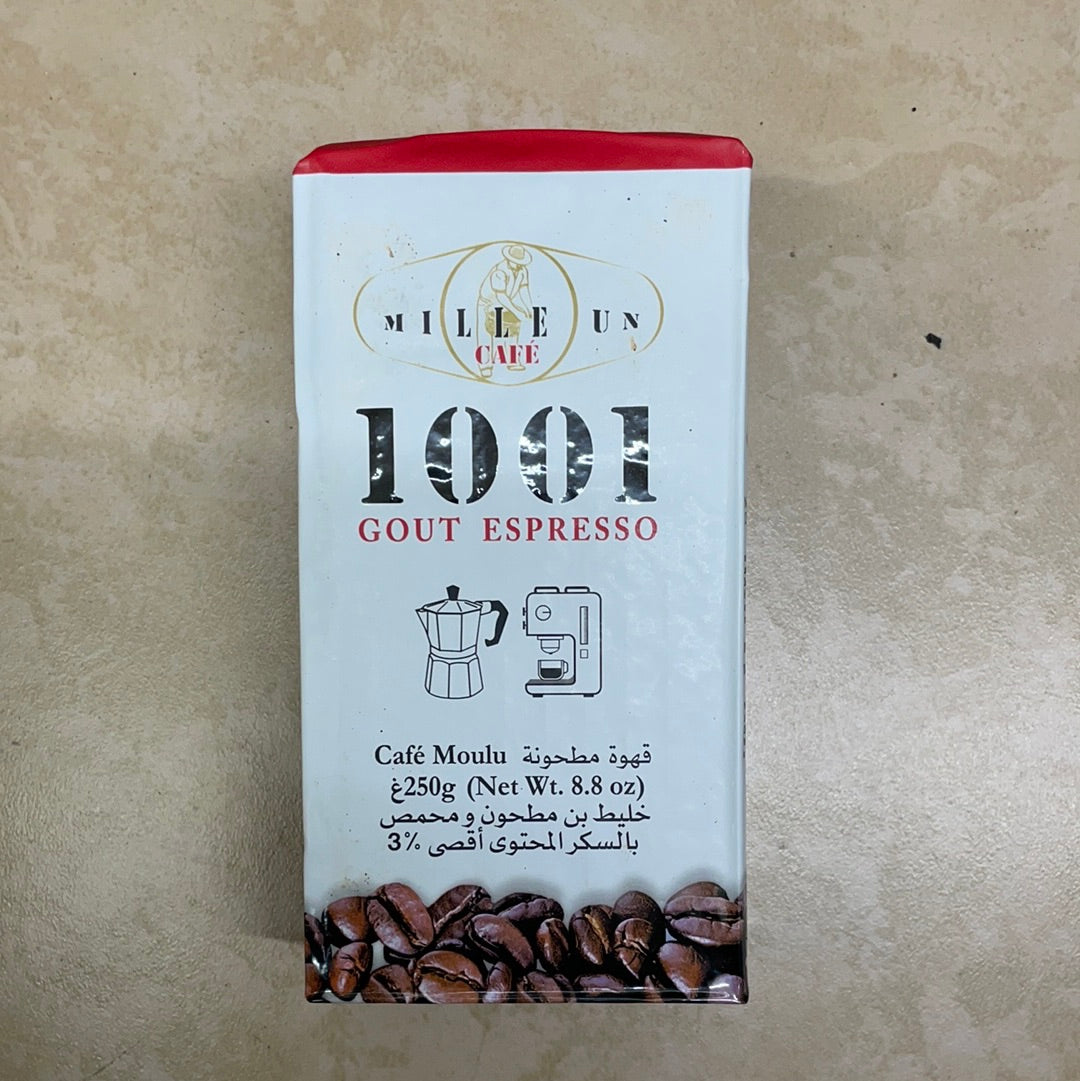 MILLE UN
CAFÉ
1001
GOUT ESPRESSO
Café Moulu قهوة مطحونة
250gغ (Net Wt. 8.8 oz)
خليط بن مطحون و محمص
بالسكر المحتوى أقصى 3%